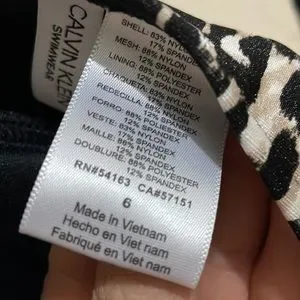 CALVIN KLEIN
SWIMWEAR
SHELL: 83% NYLON
17% SPANDEX
MESH: 88% NYLON
12% SPANDEX
LINING: 88% POLYESTER
12% SPANDEX
CHAQUETA: 83% NYLON
17% SPANDEX
REDECILLA: 88% NYLON
12% SPANDEX
FORRO: 88% POLYESTER
12% SPANDEX
VESTE: 83% NYLON
17% SPANDEX
MAILLE: 88% NYLON
12% SPANDEX
DOUBLURE: 88% POLYESTER
12% SPANDEX
RN#54163 CA#57151
6
Made in Vietnam
Hecho en Viet nam
Fabriqué en Viet nam